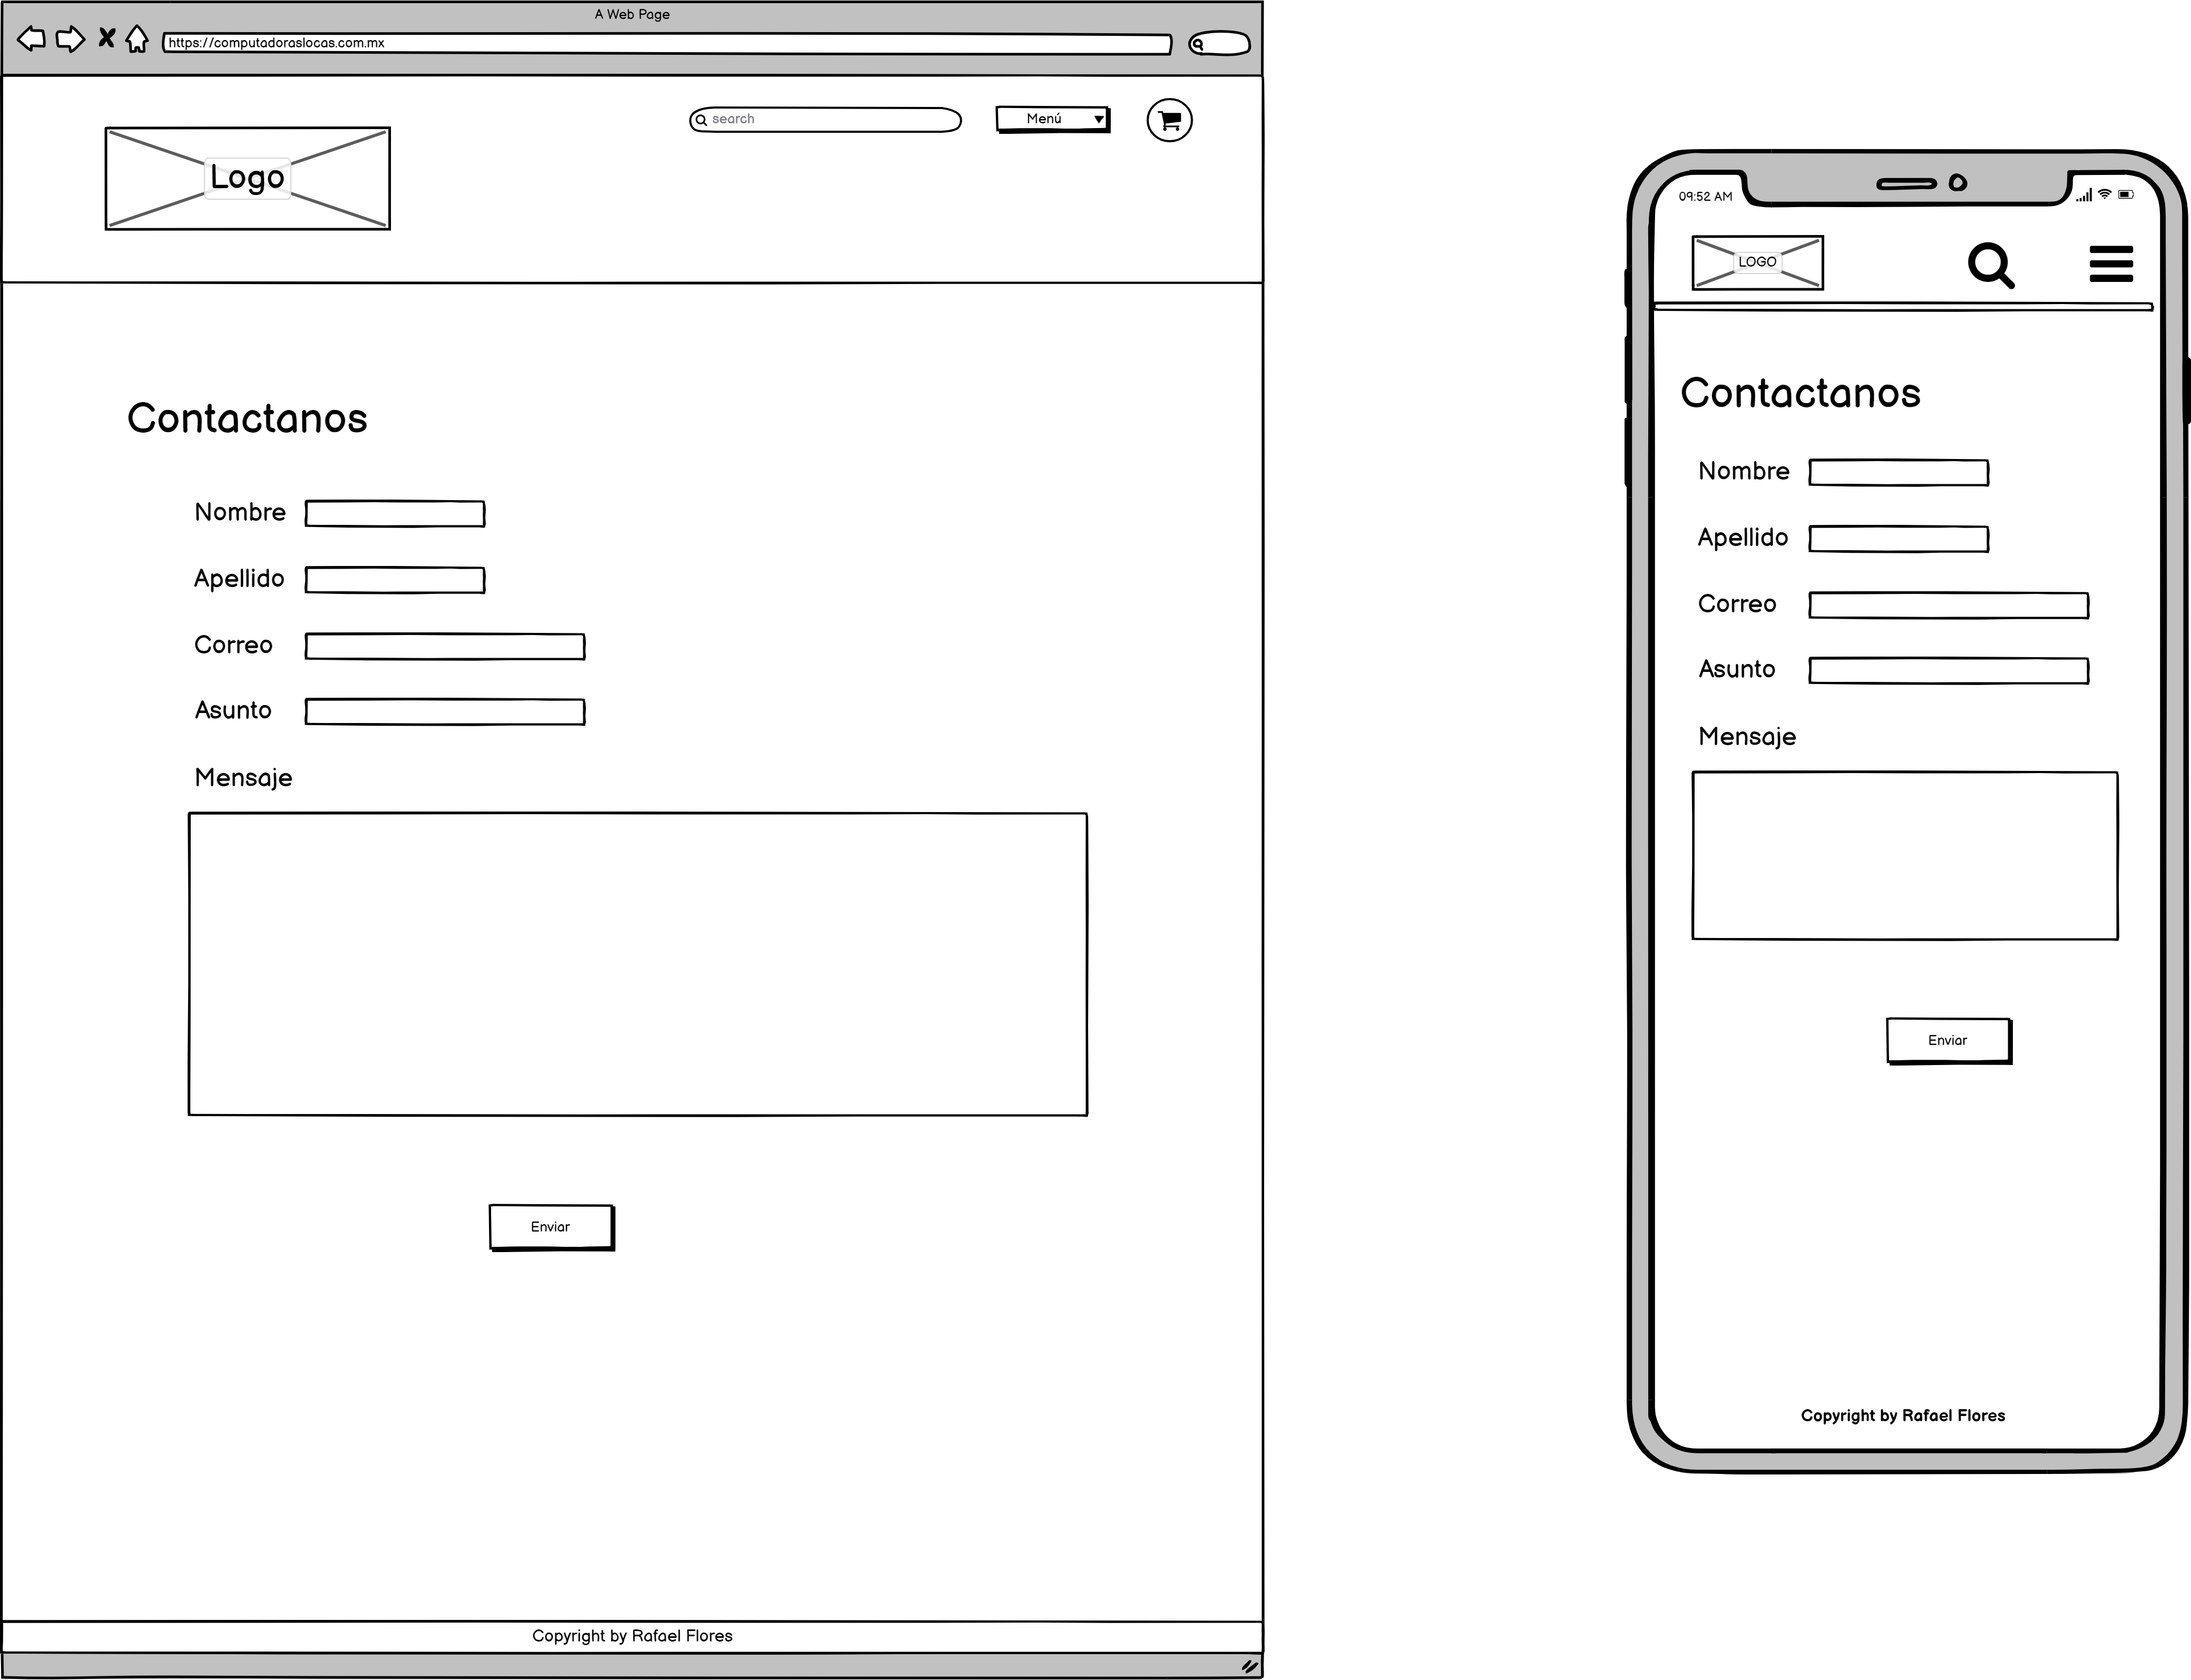 A Web Page
https://computadoraslocas.com.mx
search
Menú
Logo
Contactanos
Nombre
Apellido
Correo
Asunto
Mensaje
Enviar
Copyright by Rafael Flores
09:52 AM
LOGO
Contactanos
Nombre
Apellido
Correo
Asunto
Mensaje
Enviar
Copyright by Rafael Flores